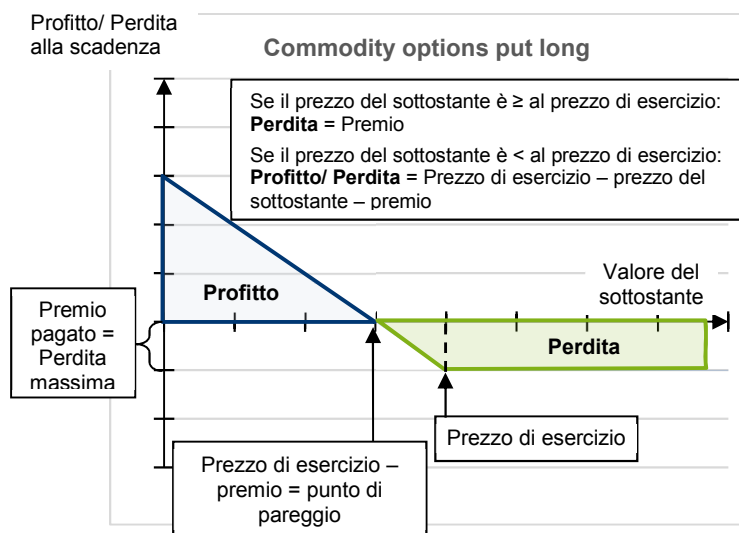 Profitto/ Perdita
alla scadenza
Commodity options put long
Se il prezzo del sottostante è ≥ al prezzo di esercizio:
Perdita = Premio
Se il prezzo del sottostante è < al prezzo di esercizio:
Profitto/ Perdita = Prezzo di esercizio – prezzo del
sottostante – premio
Valore del
sottostante
Profitto
Premio
pagato =
Perdita
massima
Perdita
Prezzo di esercizio
Prezzo di esercizio –
premio = punto di
pareggio